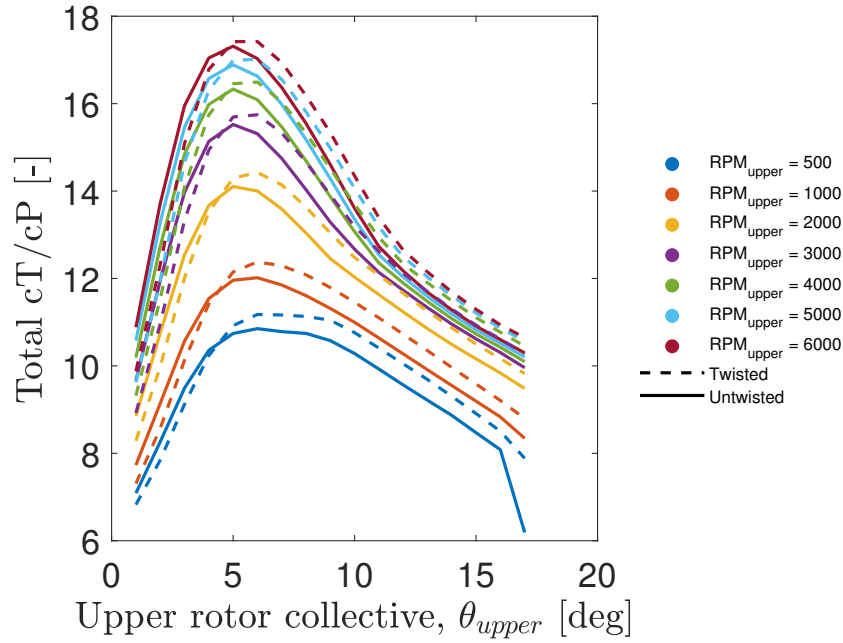 18
16
14
12
10
8
6
0
5
10
15
20
Total cT/cP [-]
Upper rotor collective, θupper [deg]
RPMupper = 500
RPMupper = 1000
RPMupper = 2000
RPMupper = 3000
RPMupper = 4000
RPMupper = 5000
RPMupper = 6000
Twisted
Untwisted